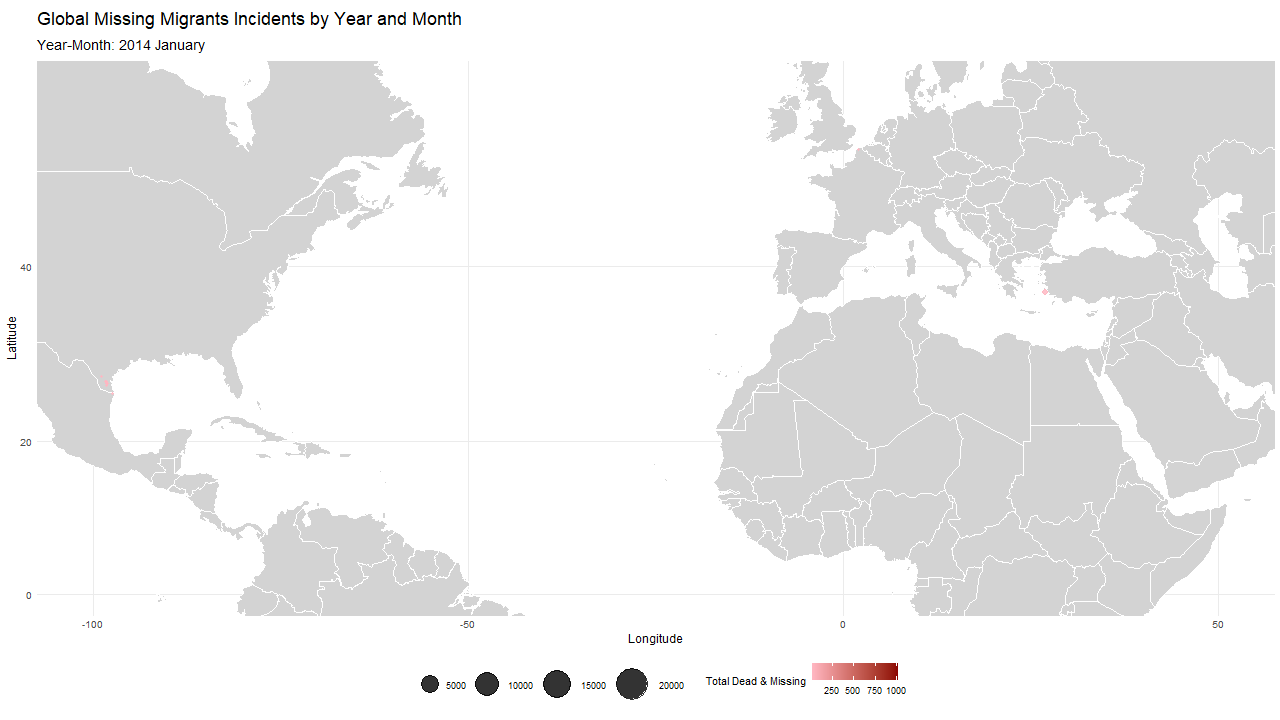 Global Missing Migrants Incidents by Year and Month
Year-Month: 2014 January
Latitude
40
20
0
-100 -50 0 50
Longitude
5000 10000 15000 20000 Total Dead & Missing
250 500 750 1000